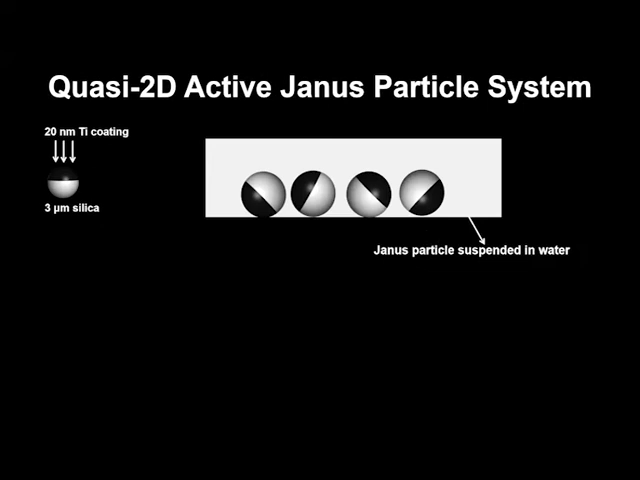 Quasi-2D Active Janus Particle System
20 nm Ti coating
3 µm silica
Janus particle suspended in water